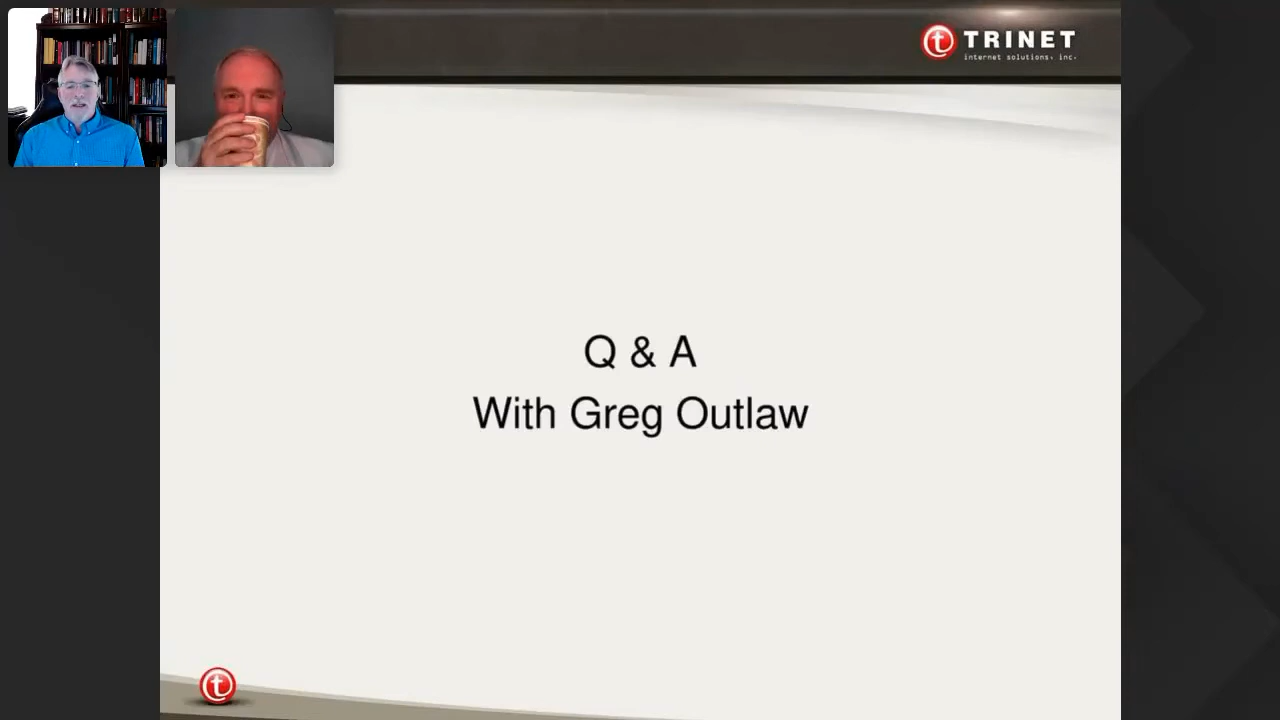 TRINET
internet solutions, inc.
Q & A
With Greg Outlaw